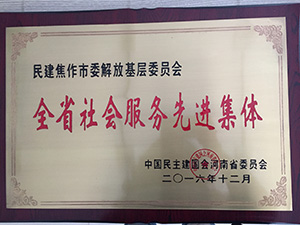 民建焦作市委解放基层委员会
全省社会服务先进集体
中国民主建国会河南省委员会
二〇一六年十二月